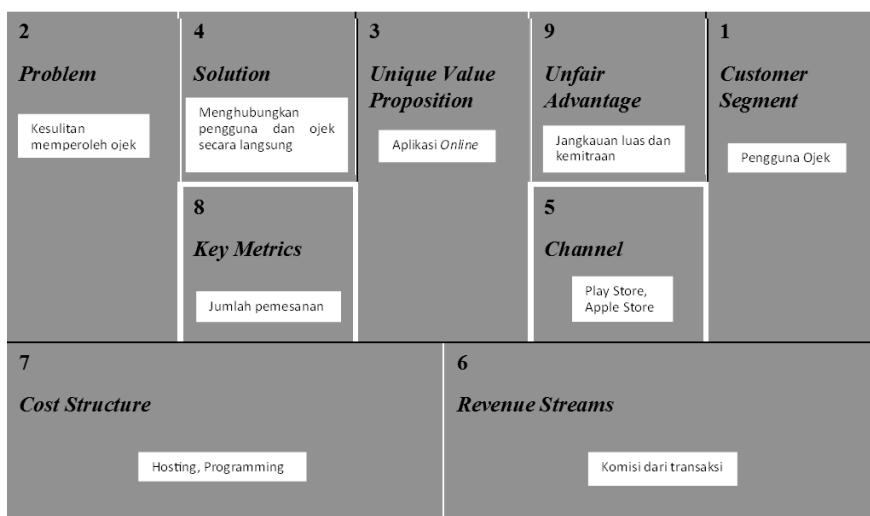 2
Problem
Kesulitan
memperoleh ojek
4
Solution
Menghubungkan
pengguna dan ojek
secara langsung
8
Key Metrics
Jumlah pemesanan
3
Unique Value
Proposition
Aplikasi Online
9
Unfair
Advantage
Jangkauan luas dan
kemitraan
5
Channel
Play Store,
Apple Store
1
Customer
Segment
Pengguna Ojek
7
Cost Structure
Hosting, Programming
6
Revenue Streams
Komisi dari transaksi